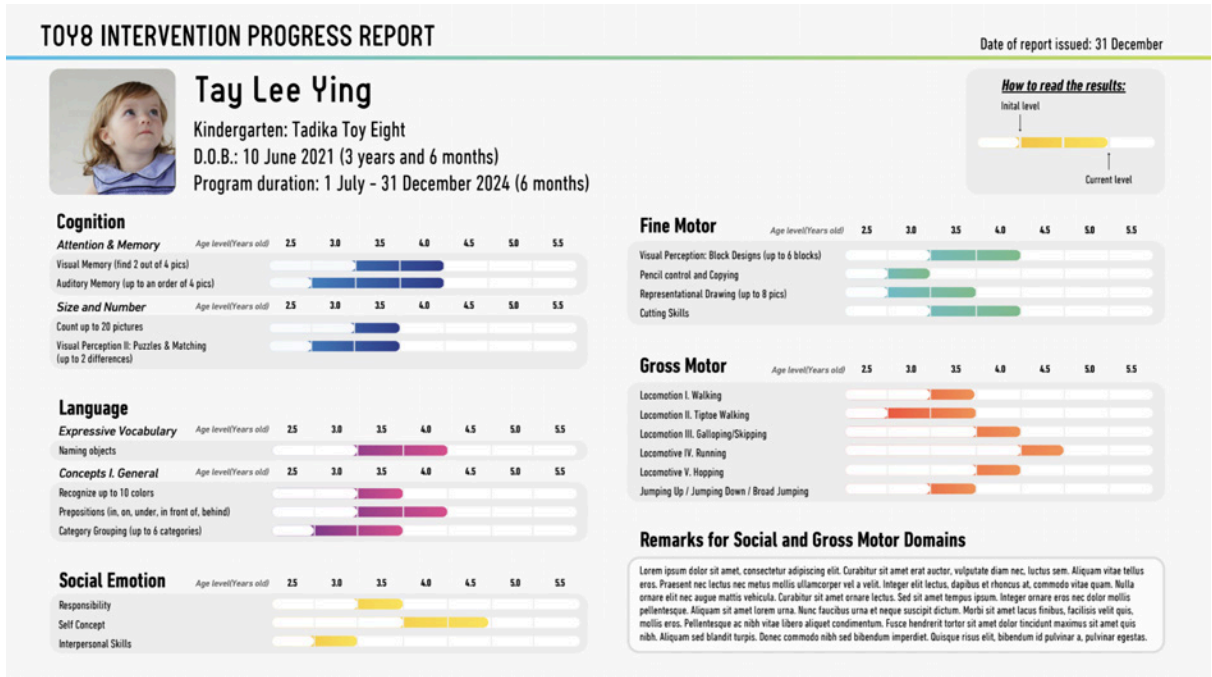 TOY8 INTERVENTION PROGRESS REPORT
Date of report issued: 31 December
Tay Lee Ying
Kindergarten: Tadika Toy Eight
D.O.B.: 10 June 2021 (3 years and 6 months)
Program duration: 1 July - 31 December 2024 (6 months)
How to read the results:
Inital level
Current level
Cognition
Attention & Memory Age level(Years old) 2.5 3.0 3.5 4.0 4.5 5.0 5.5
Visual Memory (find 2 out of 4 pics)
Auditory Memory (up to an order of 4 pics)
Size and Number Age level(Years old) 2.5 3.0 3.5 4.0 4.5 5.0 5.5
Count up to 20 pictures
Visual Perception II: Puzzles & Matching
(up to 2 differences)
Language
Expressive Vocabulary Age level(Years old) 2.5 3.0 3.5 4.0 4.5 5.0 5.5
Naming objects
Concepts I. General Age level(Years old) 2.5 3.0 3.5 4.0 4.5 5.0 5.5
Recognize up to 10 colors
Prepositions (in, on, under, in front of, behind)
Category Grouping (up to 6 categories)
Social Emotion Age level(Years old) 2.5 3.0 3.5 4.0 4.5 5.0 5.5
Responsibility
Self Concept
Interpersonal Skills
Fine Motor Age level(Years old) 2.5 3.0 3.5 4.0 4.5 5.0 5.5
Visual Perception: Block Designs (up to 6 blocks)
Pencil control and Copying
Representational Drawing (up to 8 pics)
Cutting Skills
Gross Motor Age level(Years old) 2.5 3.0 3.5 4.0 4.5 5.0 5.5
Locomotion I. Walking
Locomotion II. Tiptoe Walking
Locomotion III. Galloping/Skipping
Locomotive IV. Running
Locomotive V. Hopping
Jumping Up / Jumping Down / Broad Jumping
Remarks for Social and Gross Motor Domains
Lorem ipsum dolor sit amet, consectetur adipiscing elit. Curabitur sit amet erat auctor, vulputate diam nec, luctus sem. Aliquam vitae tellus
eros. Praesent nec lectus nec metus mollis ullamcorper vel a velit. Integer elit lectus, dapibus et rhoncus at, commodo vitae quam. Nulla
ornare elit nec augue mattis vehicula. Curabitur sit amet ornare lectus. Sed sit amet tempus ipsum. Integer ornare eros nec dolor mollis
pellentesque. Aliquam sit amet lorem urna. Nunc faucibus urna et neque suscipit dictum. Morbi sit amet lacus finibus, facilisis velit quis,
mollis eros. Pellentesque ac nibh vitae libero aliquet condimentum. Fusce hendrerit tortor sit amet dolor tincidunt maximus sit amet quis
nibh. Aliquam sed blandit turpis. Donec commodo nibh sed bibendum imperdiet. Quisque risus elit, bibendum id pulvinar a, pulvinar egestas.